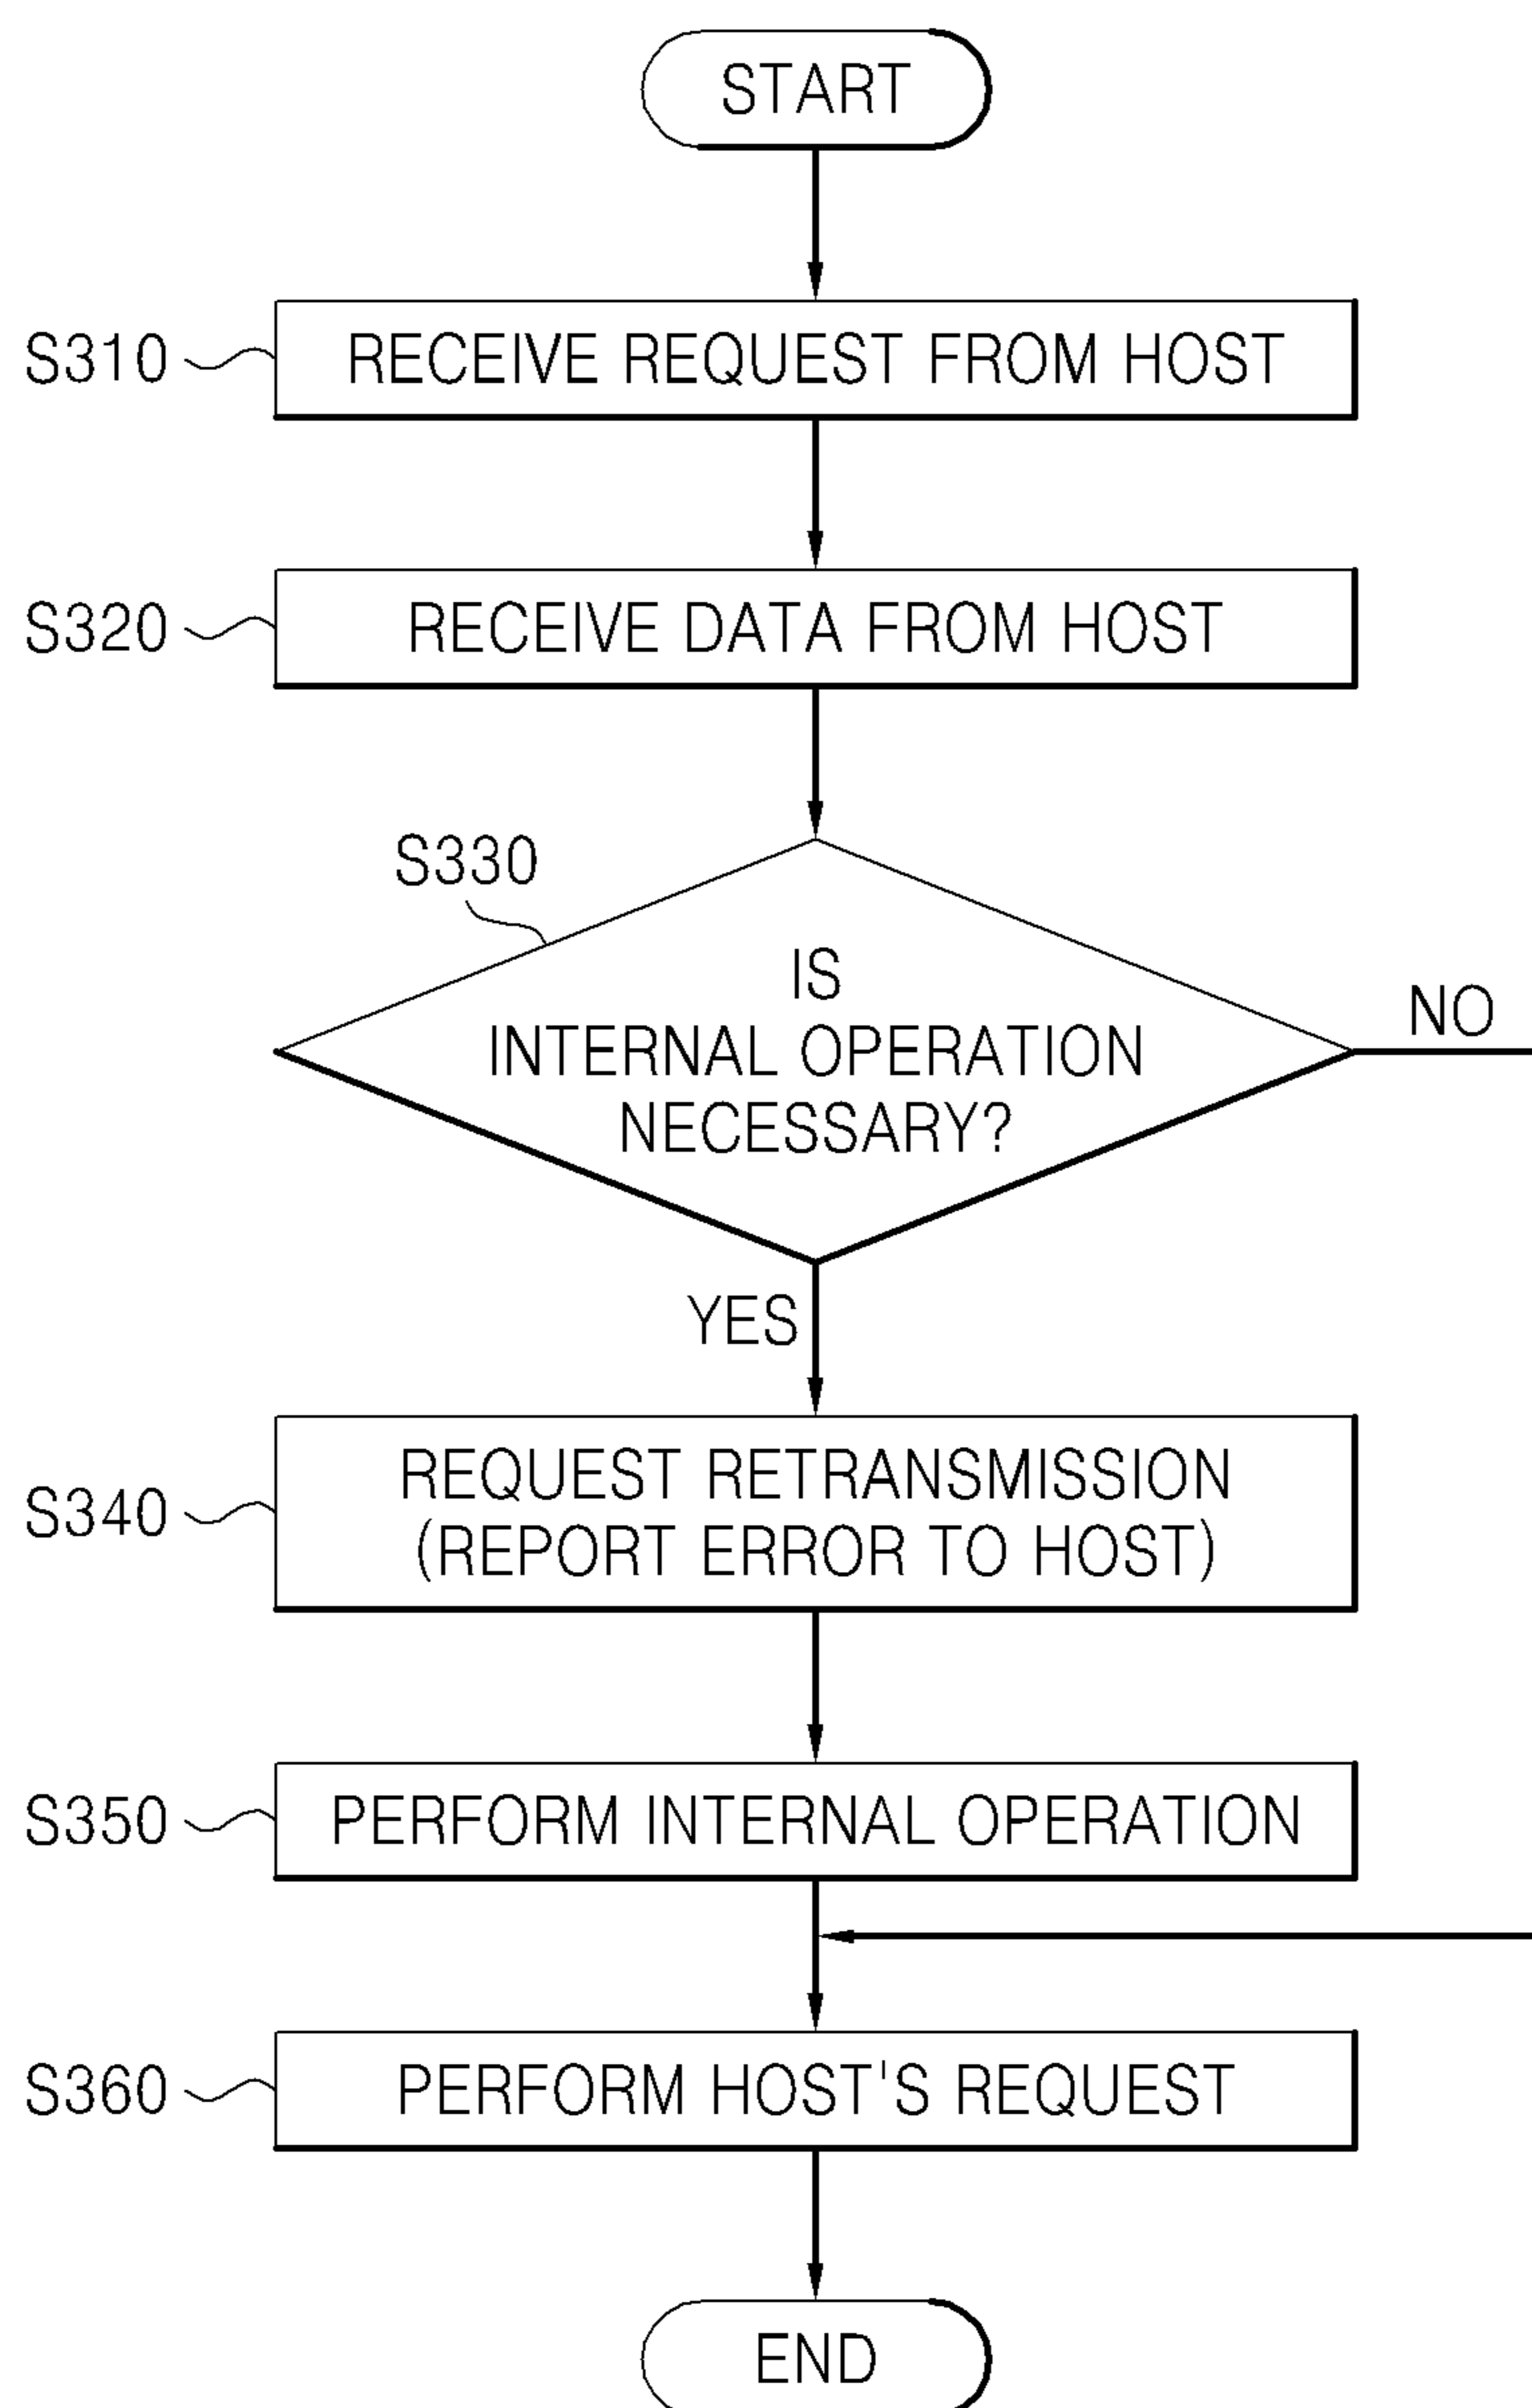 START
S310
RECEIVE REQUEST FROM HOST
S320
RECEIVE DATA FROM HOST
S330
IS
INTERNAL OPERATION
NECESSARY?
NO
YES
S340
REQUEST RETRANSMISSION
(REPORT ERROR TO HOST)
S350
PERFORM INTERNAL OPERATION
S360
PERFORM HOST'S REQUEST
END